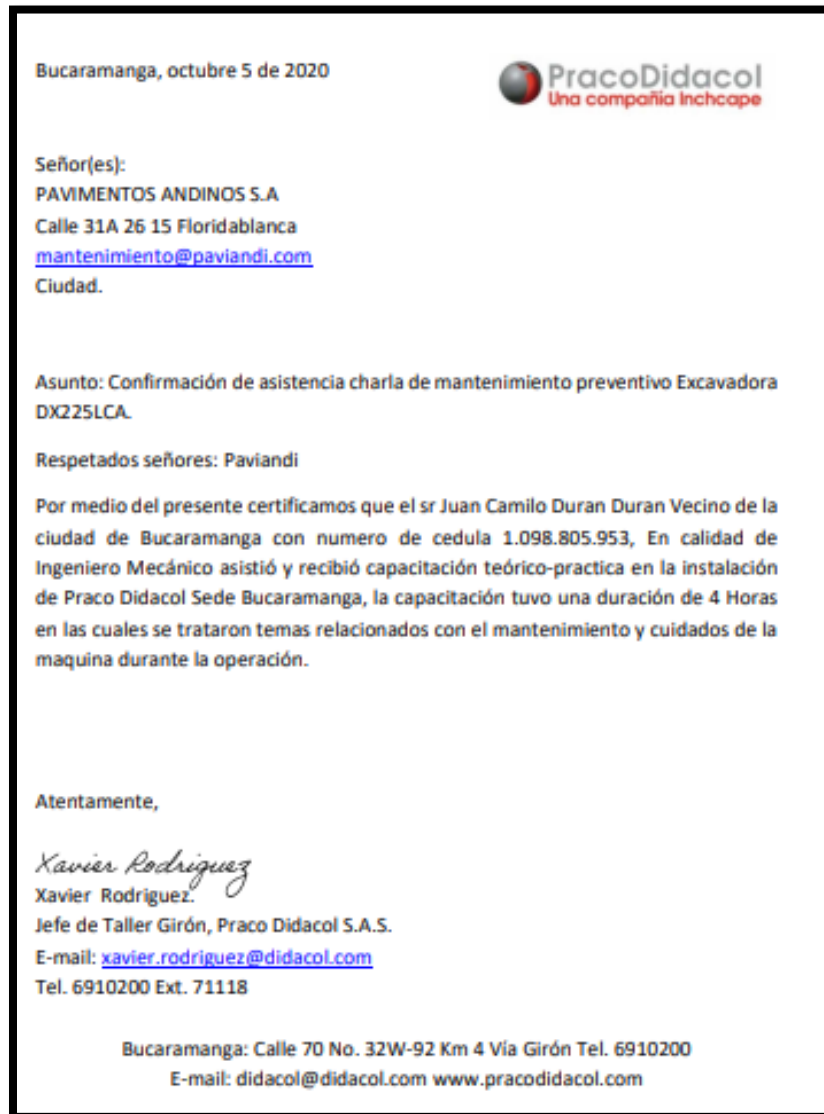 Bucaramanga, octubre 5 de 2020
PracoDidacol
Una compañia Inchcape
Señor(es):
PAVIMENTOS ANDINOS S.A
Calle 31A 26 15 Floridablanca
mantenimiento@paviandi.com
Ciudad.
Asunto: Confirmación de asistencia charla de mantenimiento preventivo Excavadora
DX225LCA.
Respetados señores: Paviandi
Por medio del presente certificamos que el sr Juan Camilo Duran Duran Vecino de la
ciudad de Bucaramanga con numero de cedula 1.098.805.953, En calidad de
Ingeniero Mecánico asistió y recibió capacitación teórico-practica en la instalación
de Praco Didacol Sede Bucaramanga, la capacitación tuvo una duración de 4 Horas
en las cuales se trataron temas relacionados con el mantenimiento y cuidados de la
maquina durante la operación.
Atentamente,
Xavier Rodriguez
Xavier Rodriguez.
Jefe de Taller Girón, Praco Didacol S.A.S.
E-mail: xavier.rodriguez@didacol.com
Tel. 6910200 Ext. 71118
Bucaramanga: Calle 70 No. 32W-92 Km 4 Vía Girón Tel. 6910200
E-mail: didacol@didacol.com www.pracodidacol.com